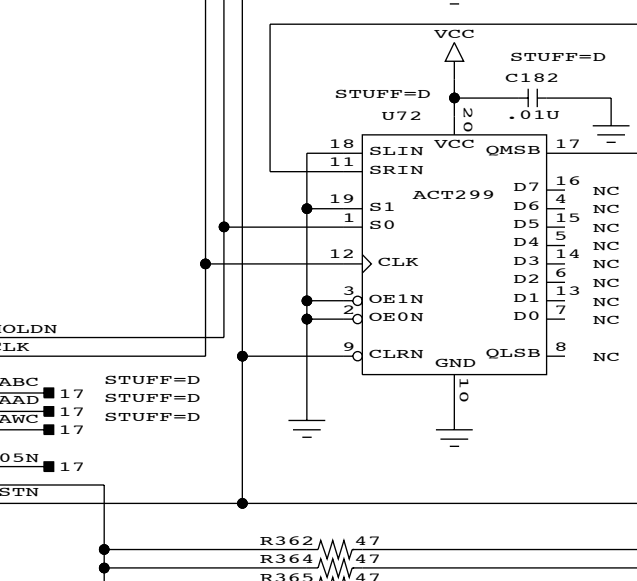 VCC
STUFF=D
C182
STUFF=D
U72
20
.01U
18
SLIN
VCC
QMSB
17
11
SRIN
ACT299
D7
16
NC
19
S1
D6
4
NC
1
S0
D5
15
NC
D4
5
NC
12
CLK
D3
14
NC
D2
6
NC
3
OE1N
D1
13
NC
2
OE0N
D0
7
NC
OLDN
LK
9
CLRN
GND
QLSB
8
NC
10
ABC
17
STUFF=D
AAD
17
STUFF=D
AWC
17
STUFF=D
05N
17
STN
R362
47
R364
47
R365
47